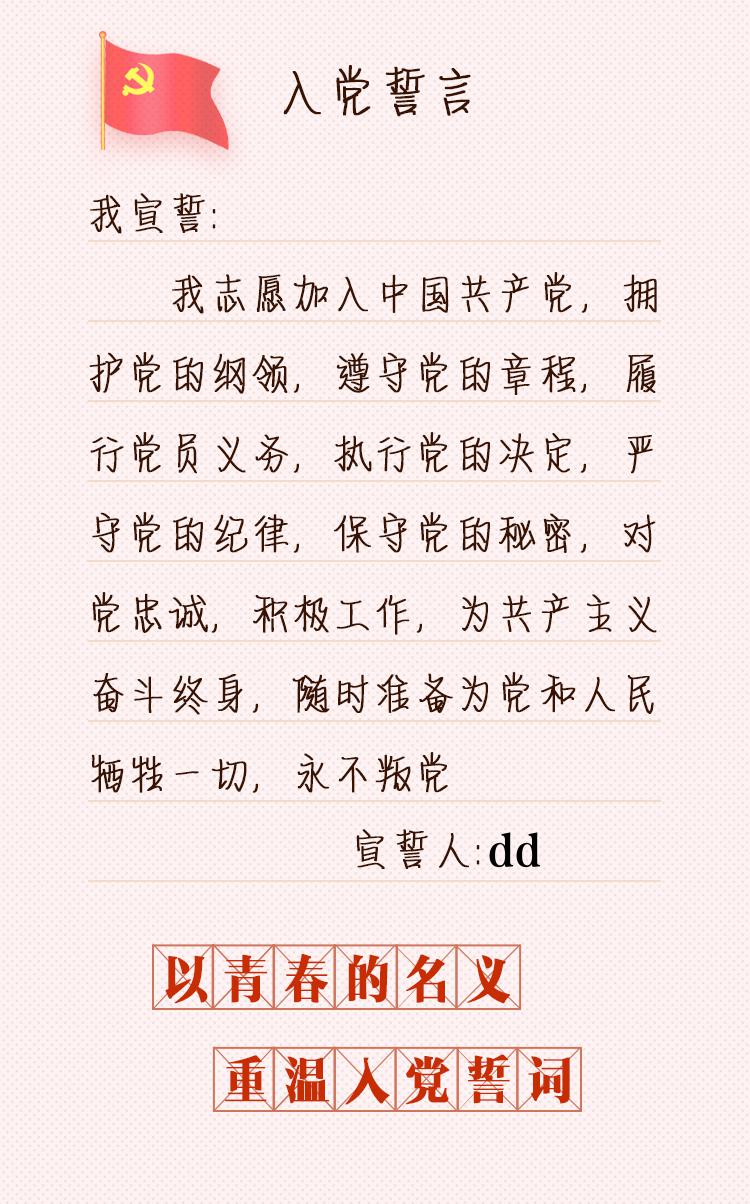 入党誓言
我宣誓:
我志愿加入中国共产党，拥
护党的纲领，遵守党的章程，履
行党员义务，执行党的决定，严
守党的纪律，保守党的秘密，对
党忠诚，积极工作，为共产主义
奋斗终身，随时准备为党和人民
牺牲一切，永不叛党
宣誓人:dd
以青春的名义
重温入党誓词